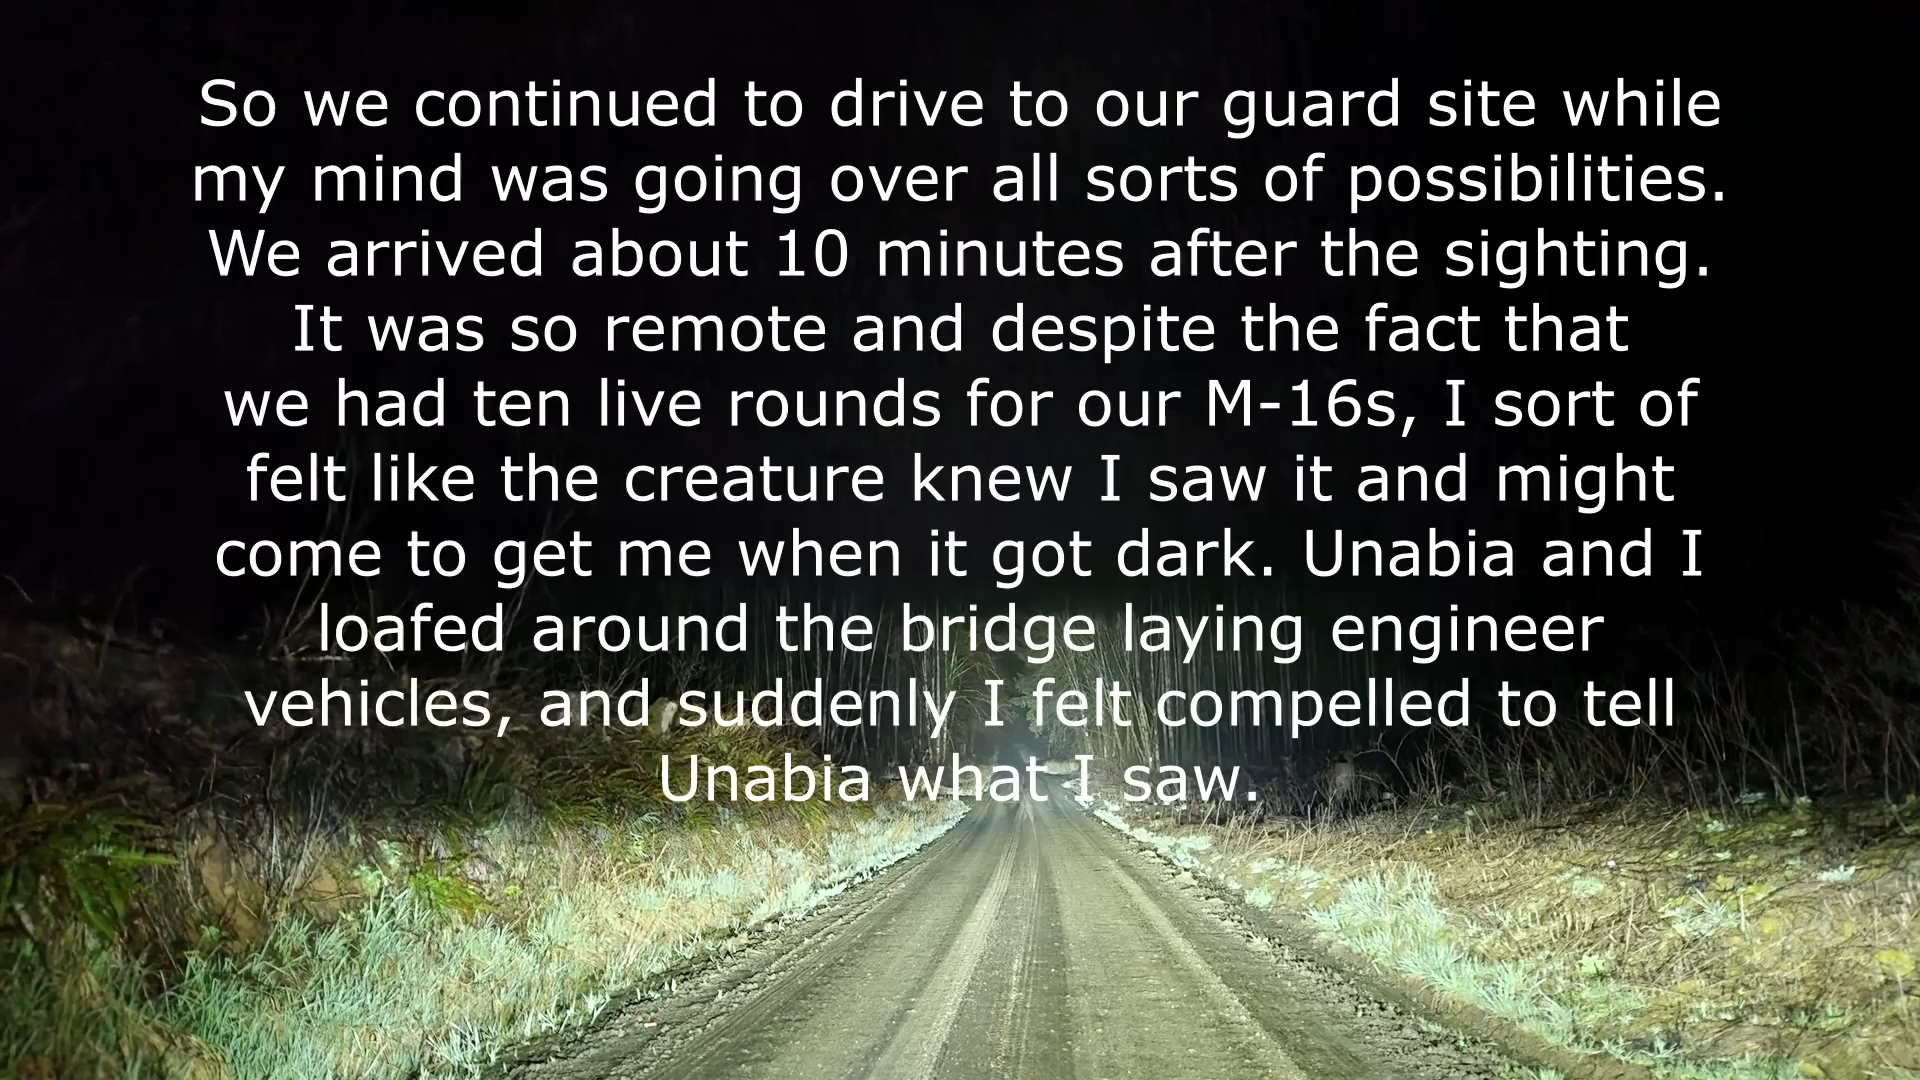 So we continued to drive to our guard site while
my mind was going over all sorts of possibilities.
We arrived about 10 minutes after the sighting.
It was so remote and despite the fact that
we had ten live rounds for our M-16s, I sort of
felt like the creature knew I saw it and might
come to get me when it got dark. Unabia and I
loafed around the bridge laying engineer
vehicles, and suddenly I felt compelled to tell
Unabia what I saw.